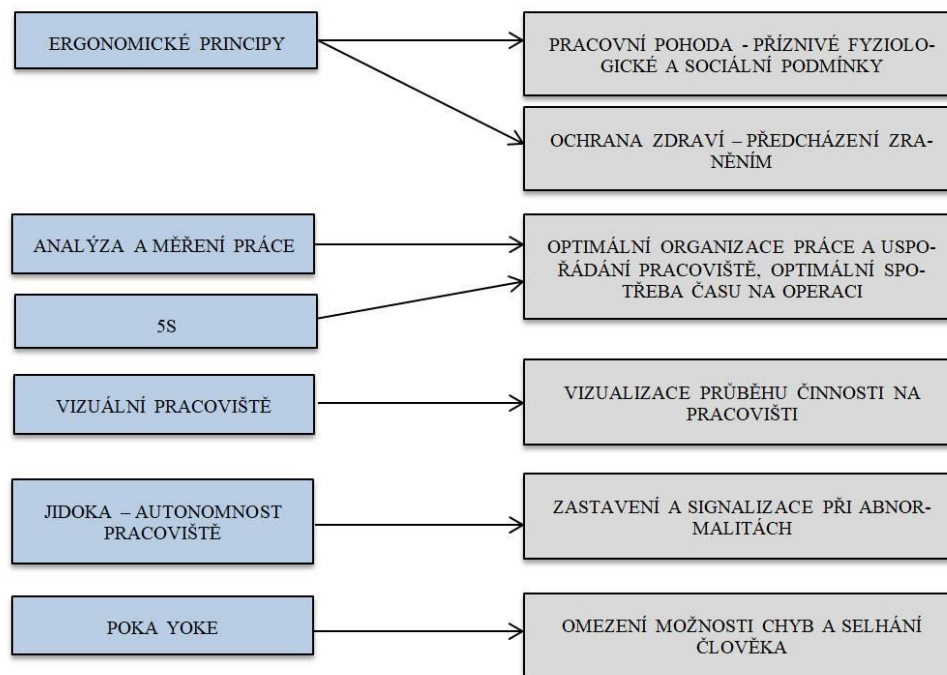 ERGONOMICKÉ PRINCIPY
PRACOVNÍ POHODA - PŘÍZNIVÉ FYZIOLO-
GICKÉ A SOCIÁLNÍ PODMÍNKY
OCHRANA ZDRAVÍ – PŘEDCHÁZENÍ ZRA-
NĚNÍM
ANALÝZA A MĚŘENÍ PRÁCE
OPTIMÁLNÍ ORGANIZACE PRÁCE A USPO-
ŘÁDÁNÍ PRACOVIŠTĚ, OPTIMÁLNÍ SPO-
TŘEBA ČASU NA OPERACI
5S
VIZUÁLNÍ PRACOVIŠTĚ
VIZUALIZACE PRŮBĚHU ČINNOSTI NA
PRACOVIŠTI
JIDOKA – AUTONOMNOST
PRACOVIŠTĚ
ZASTAVENÍ A SIGNALIZACE PŘI ABNOR-
MALITÁCH
POKA YOKE
OMEZENÍ MOŽNOSTI CHYB A SELHÁNÍ
ČLOVĚKA